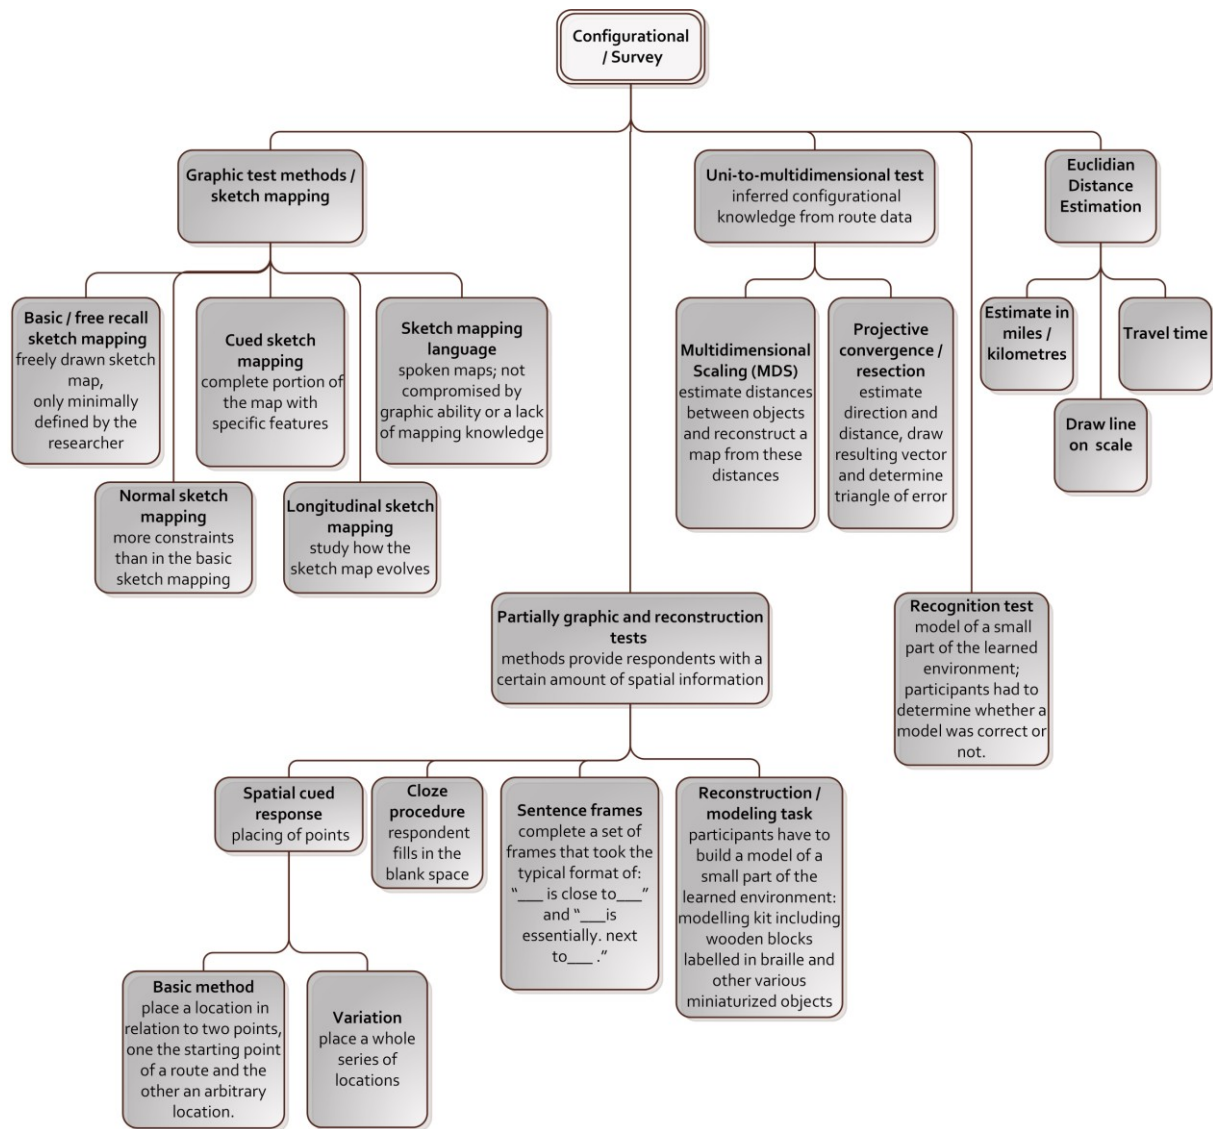 Configurational
/ Survey
Graphic test methods /
sketch mapping
Uni-to-multidimensional test
inferred configurational
knowledge from route data
Euclidian
Distance
Estimation
Basic / free recall
sketch mapping
freely drawn sketch
map,
only minimally
defined by the
researcher
Cued sketch
mapping
complete portion of
the map with
specific features
Sketch mapping
language
spoken maps; not
compromised by
graphic ability or a lack
of mapping knowledge
Multidimensional
Scaling (MDS)
estimate distances
between objects
and reconstruct a
map from these
distances
Projective
convergence /
resection
estimate
direction and
distance, draw
resulting vector
and determine
triangle of error
Estimate in
miles /
kilometres
Travel time
Draw line
on scale
Normal sketch
mapping
more constraints
than in the basic
sketch mapping
Longitudinal sketch
mapping
study how the
sketch map evolves
Partially graphic and reconstruction
tests
methods provide respondents with a
certain amount of spatial information
Recognition test
model of a small
part of the learned
environment;
participants had to
determine whether a
model was correct or
not.
Spatial cued
response
placing of points
Cloze
procedure
respondent
fills in the
blank space
Sentence frames
complete a set of
frames that took the
typical format of:
“___ is close to___”
and “___is
essentially. next
to___ .”
Reconstruction /
modeling task
participants have to
build a model of a
small part of the
learned environment:
modelling kit including
wooden blocks
labelled in braille and
other various
miniaturized objects
Basic method
place a location in
relation to two points,
one the starting point
of a route and the
other an arbitrary
location.
Variation
place a whole
series of
locations